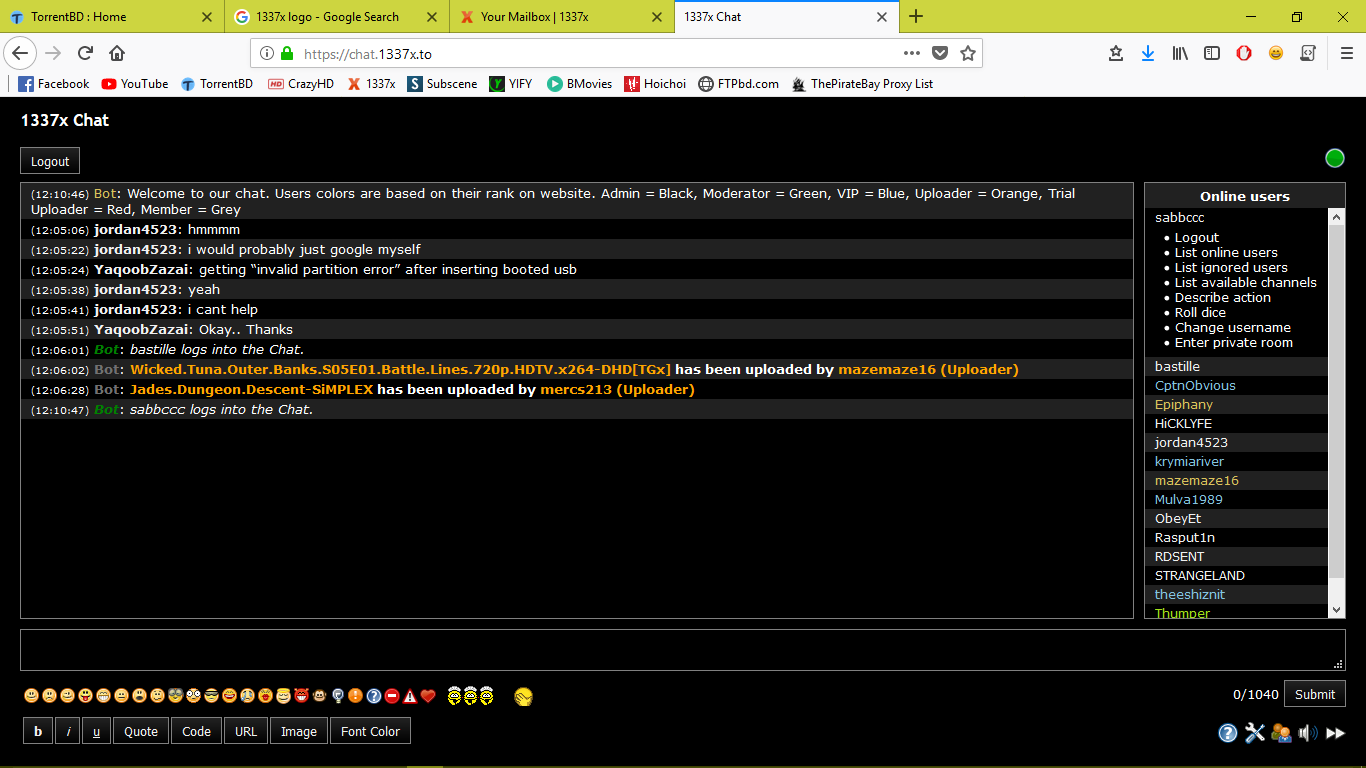 TorrentBD : Home
1337x logo - Google Search
Your Mailbox | 1337x
1337x Chat
https://chat.1337x.to
Facebook YouTube TorrentBD CrazyHD 1337x Subscene YIFY BMovies Hoichoi FTPbd.com ThePirateBay Proxy List
1337x Chat
Logout
(12:10:46) Bot: Welcome to our chat. Users colors are based on their rank on website. Admin = Black, Moderator = Green, VIP = Blue, Uploader = Orange, Trial
Uploader = Red, Member = Grey
(12:05:06) jordan4523: hmmmm
(12:05:22) jordan4523: i would probably just google myself
(12:05:24) YaqoobZazai: getting “invalid partition error” after inserting booted usb
(12:05:38) jordan4523: yeah
(12:05:41) jordan4523: i cant help
(12:05:51) YaqoobZazai: Okay.. Thanks
(12:06:01) Bot: bastille logs into the Chat.
(12:06:02) Bot: Wicked.Tuna.Outer.Banks.S05E01.Battle.Lines.720p.HDTV.x264-DHD[TGx] has been uploaded by mazemaze16 (Uploader)
(12:06:28) Bot: Jades.Dungeon.Descent-SiMPLEX has been uploaded by mercs213 (Uploader)
(12:10:47) Bot: sabbccc logs into the Chat.
Online users
sabbccc
• Logout
• List online users
• List ignored users
• List available channels
• Describe action
• Roll dice
• Change username
• Enter private room
bastille
CptnObvious
Epiphany
HiCKLYFE
jordan4523
krymiariver
mazemaze16
Mulva1989
ObeyEt
Rasput1n
RDSENT
STRANGELAND
theeshiznit
Thumper
0/1040 Submit
b i u Quote Code URL Image Font Color